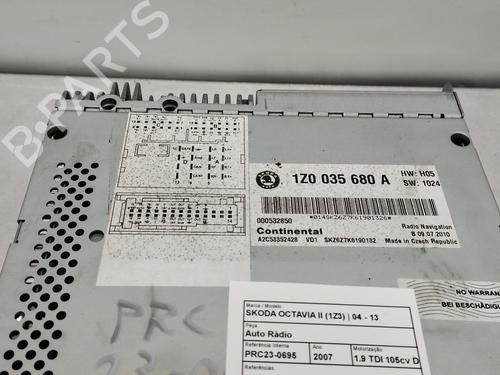 B-PARTS
1Z0 035 680 A
HW: H05
SW: 1024
000532850
Continental
Radio Navigation
B 09.07.2010
A2C53352428 VD1 SKZ6Z7K6190132 Made in Czech Republic
NO WARRAN
BEI BESCHÄDIG
PRC
Marca / Modelo
SKODA OCTAVIA II (1Z3) | 04 - 13
Peça
Auto Rádio
Referência Interna
PRC23-0695
Ano
2007
Motorização
1.9 TDI 105cv D